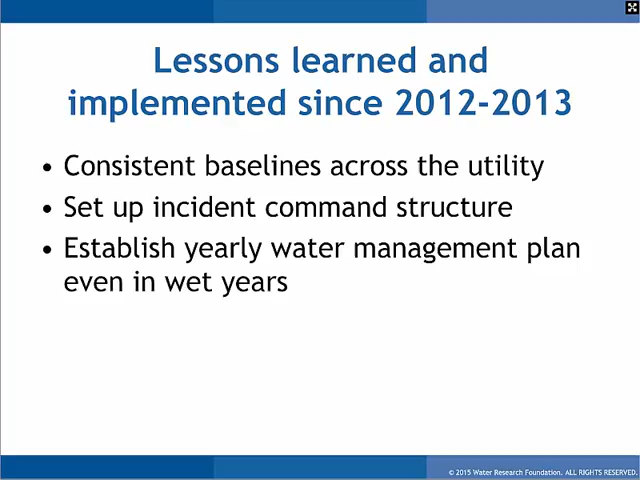 Lessons learned and
implemented since 2012-2013
• Consistent baselines across the utility
• Set up incident command structure
• Establish yearly water management plan
even in wet years
© 2015 Water Research Foundation. ALL RIGHTS RESERVED.